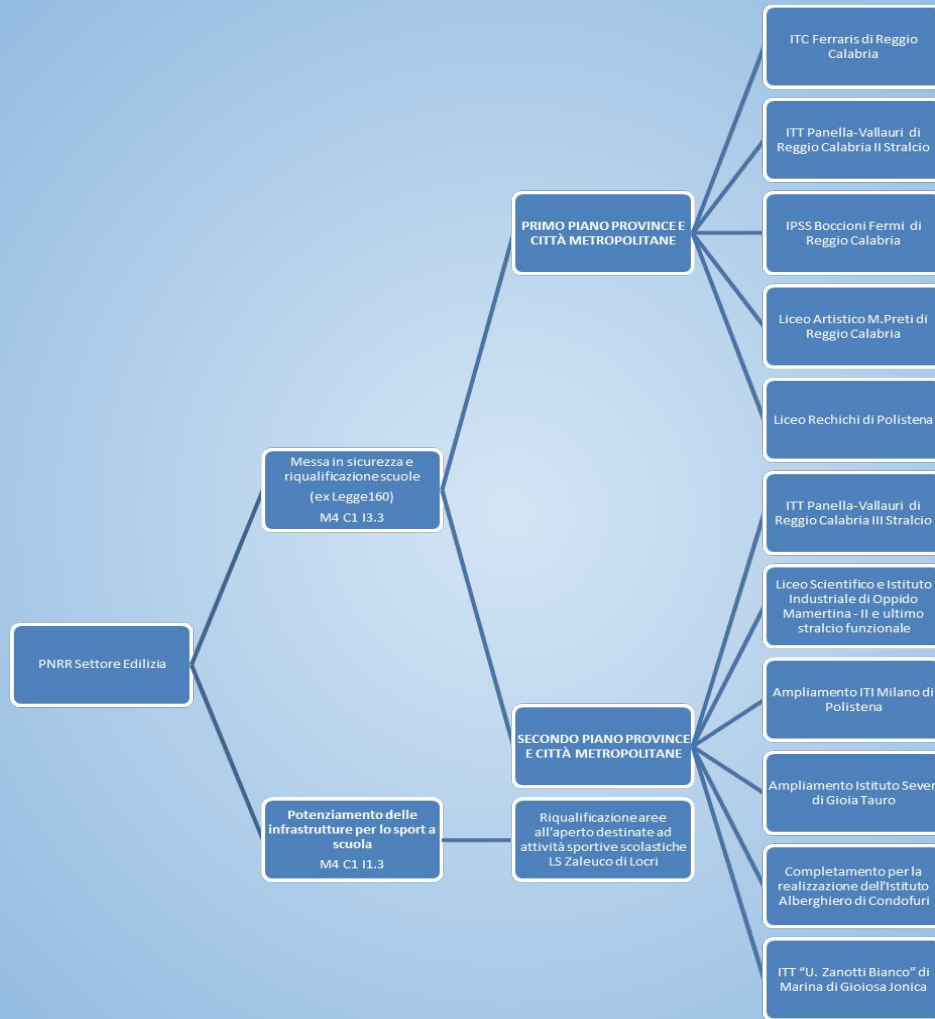 PNRR Settore Edilizia
Messa in sicurezza e
riqualificazione scuole
(ex Legge160)
M4 C1 I3.3
PRIMO PIANO PROVINCE E
CITTÀ METROPOLITANE
ITC Ferraris di Reggio
Calabria
ITT Panella-Vallauri di
Reggio Calabria II Stralcio
IPSS Boccioni Fermi di
Reggio Calabria
Liceo Artistico M.Preti di
Reggio Calabria
Liceo Rechichi di Polistena
SECONDO PIANO PROVINCE
E CITTÀ METROPOLITANE
ITT Panella-Vallauri di
Reggio Calabria III Stralcio
Liceo Scientifico e Istituto
Industriale di Oppido
Mamertina - II e ultimo
stralcio funzionale
Ampliamento ITI Milano di
Polistena
Ampliamento Istituto Sever
di Gioia Tauro
Completamento per la
realizzazione dell'Istituto
Alberghiero di Condofuri
ITT “U. Zanotti Bianco” di
Marina di Gioiosa Jonica
Potenziamento delle
infrastrutture per lo sport a
scuola
M4 C1 I1.3
Riqualificazione aree
all'aperto destinate ad
attività sportive scolastiche
LS Zaleuco di Locri